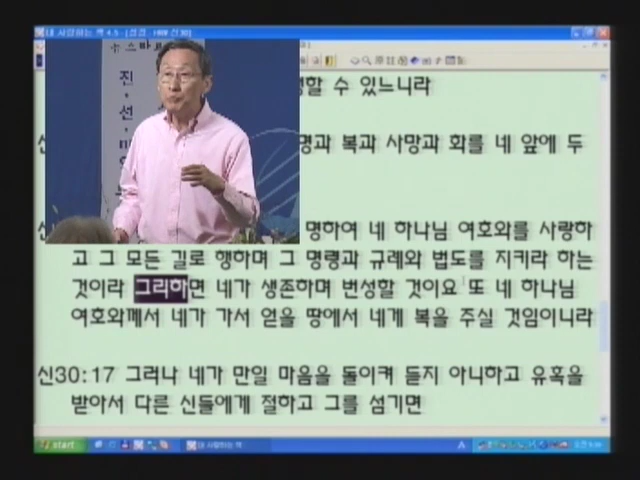 할 수 있느니라
명과 복과 사망과 화를 네 앞에 두
명하여 네 하나님 여호와를 사랑하
고 그 모든 길로 행하며 그 명령과 규례와 법도를 지키라 하는
것이라 그리하면 네가 생존하며 번성할 것이요 또 네 하나님
여호와께서 네가 가서 얻을 땅에서 네게 복을 주실 것임이니라
신30:17 그러나 네가 만일 마음을 돌이켜 듣지 아니하고 유혹을
받아서 다른 신들에게 절하고 그를 섬기면
start